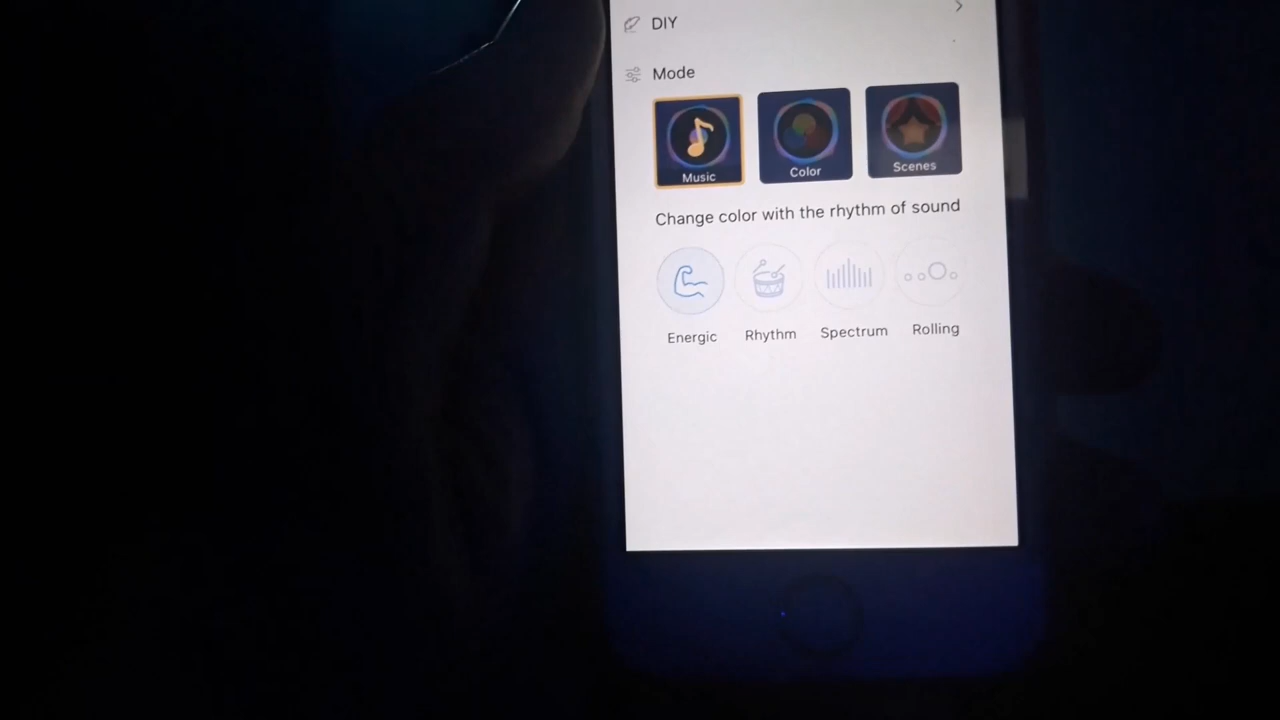 DIY
Mode
Music Color Scenes
Change color with the rhythm of sound
Energic Rhythm Spectrum Rolling